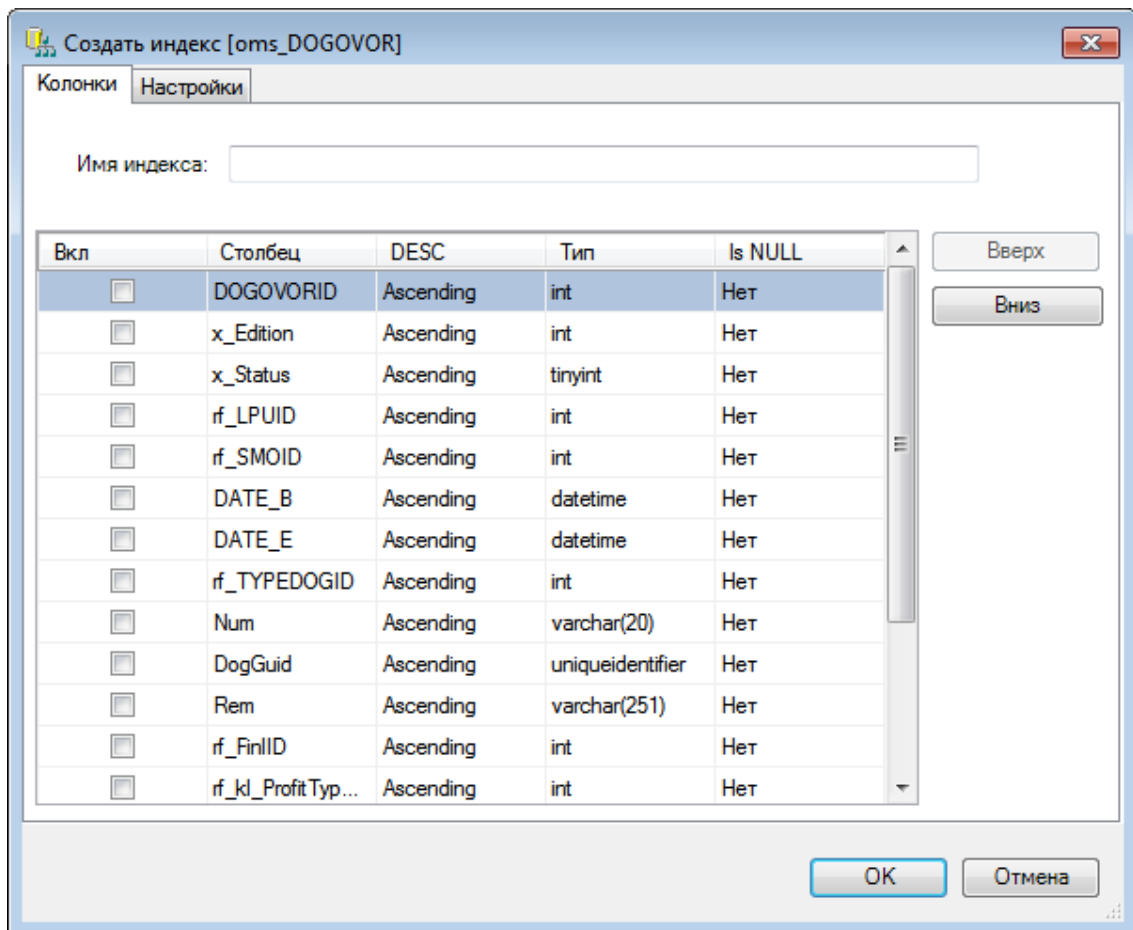 Создать индекс [oms_DOGOVOR]
Колонки Настройки
Имя индекса:
Вкл Столбец DESC Тип Is NULL
Вверх
DOGOVORID Ascending int Нет
Вниз
x_Edition Ascending int Нет
x_Status Ascending tinyint Нет
rf_LPUID Ascending int Нет
rf_SMOID Ascending int Нет
DATE_B Ascending datetime Нет
DATE_E Ascending datetime Нет
rf_TYPEDOGID Ascending int Нет
Num Ascending varchar(20) Нет
DogGuid Ascending uniqueidentifier Нет
Rem Ascending varchar(251) Нет
rf_FinlID Ascending int Нет
rf_kl_ProfitTyp... Ascending int Нет
OK Отмена